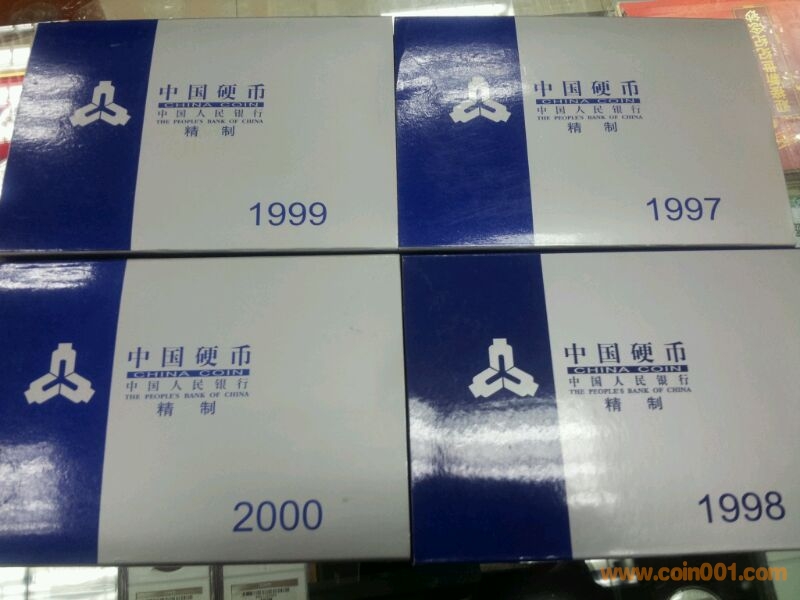 中国硬币
CHINA COIN
中国人民银行
THE PEOPLE'S BANK OF CHINA
精 制
1999
中国硬币
CHINA COIN
中国人民银行
THE PEOPLE'S BANK OF CHINA
精 制
1997
中国硬币
CHINA COIN
中国人民银行
THE PEOPLE'S BANK OF CHINA
精 制
2000
中国硬币
CHINA COIN
中国人民银行
THE PEOPLE'S BANK OF CHINA
精 制
1998
www.coin001.com